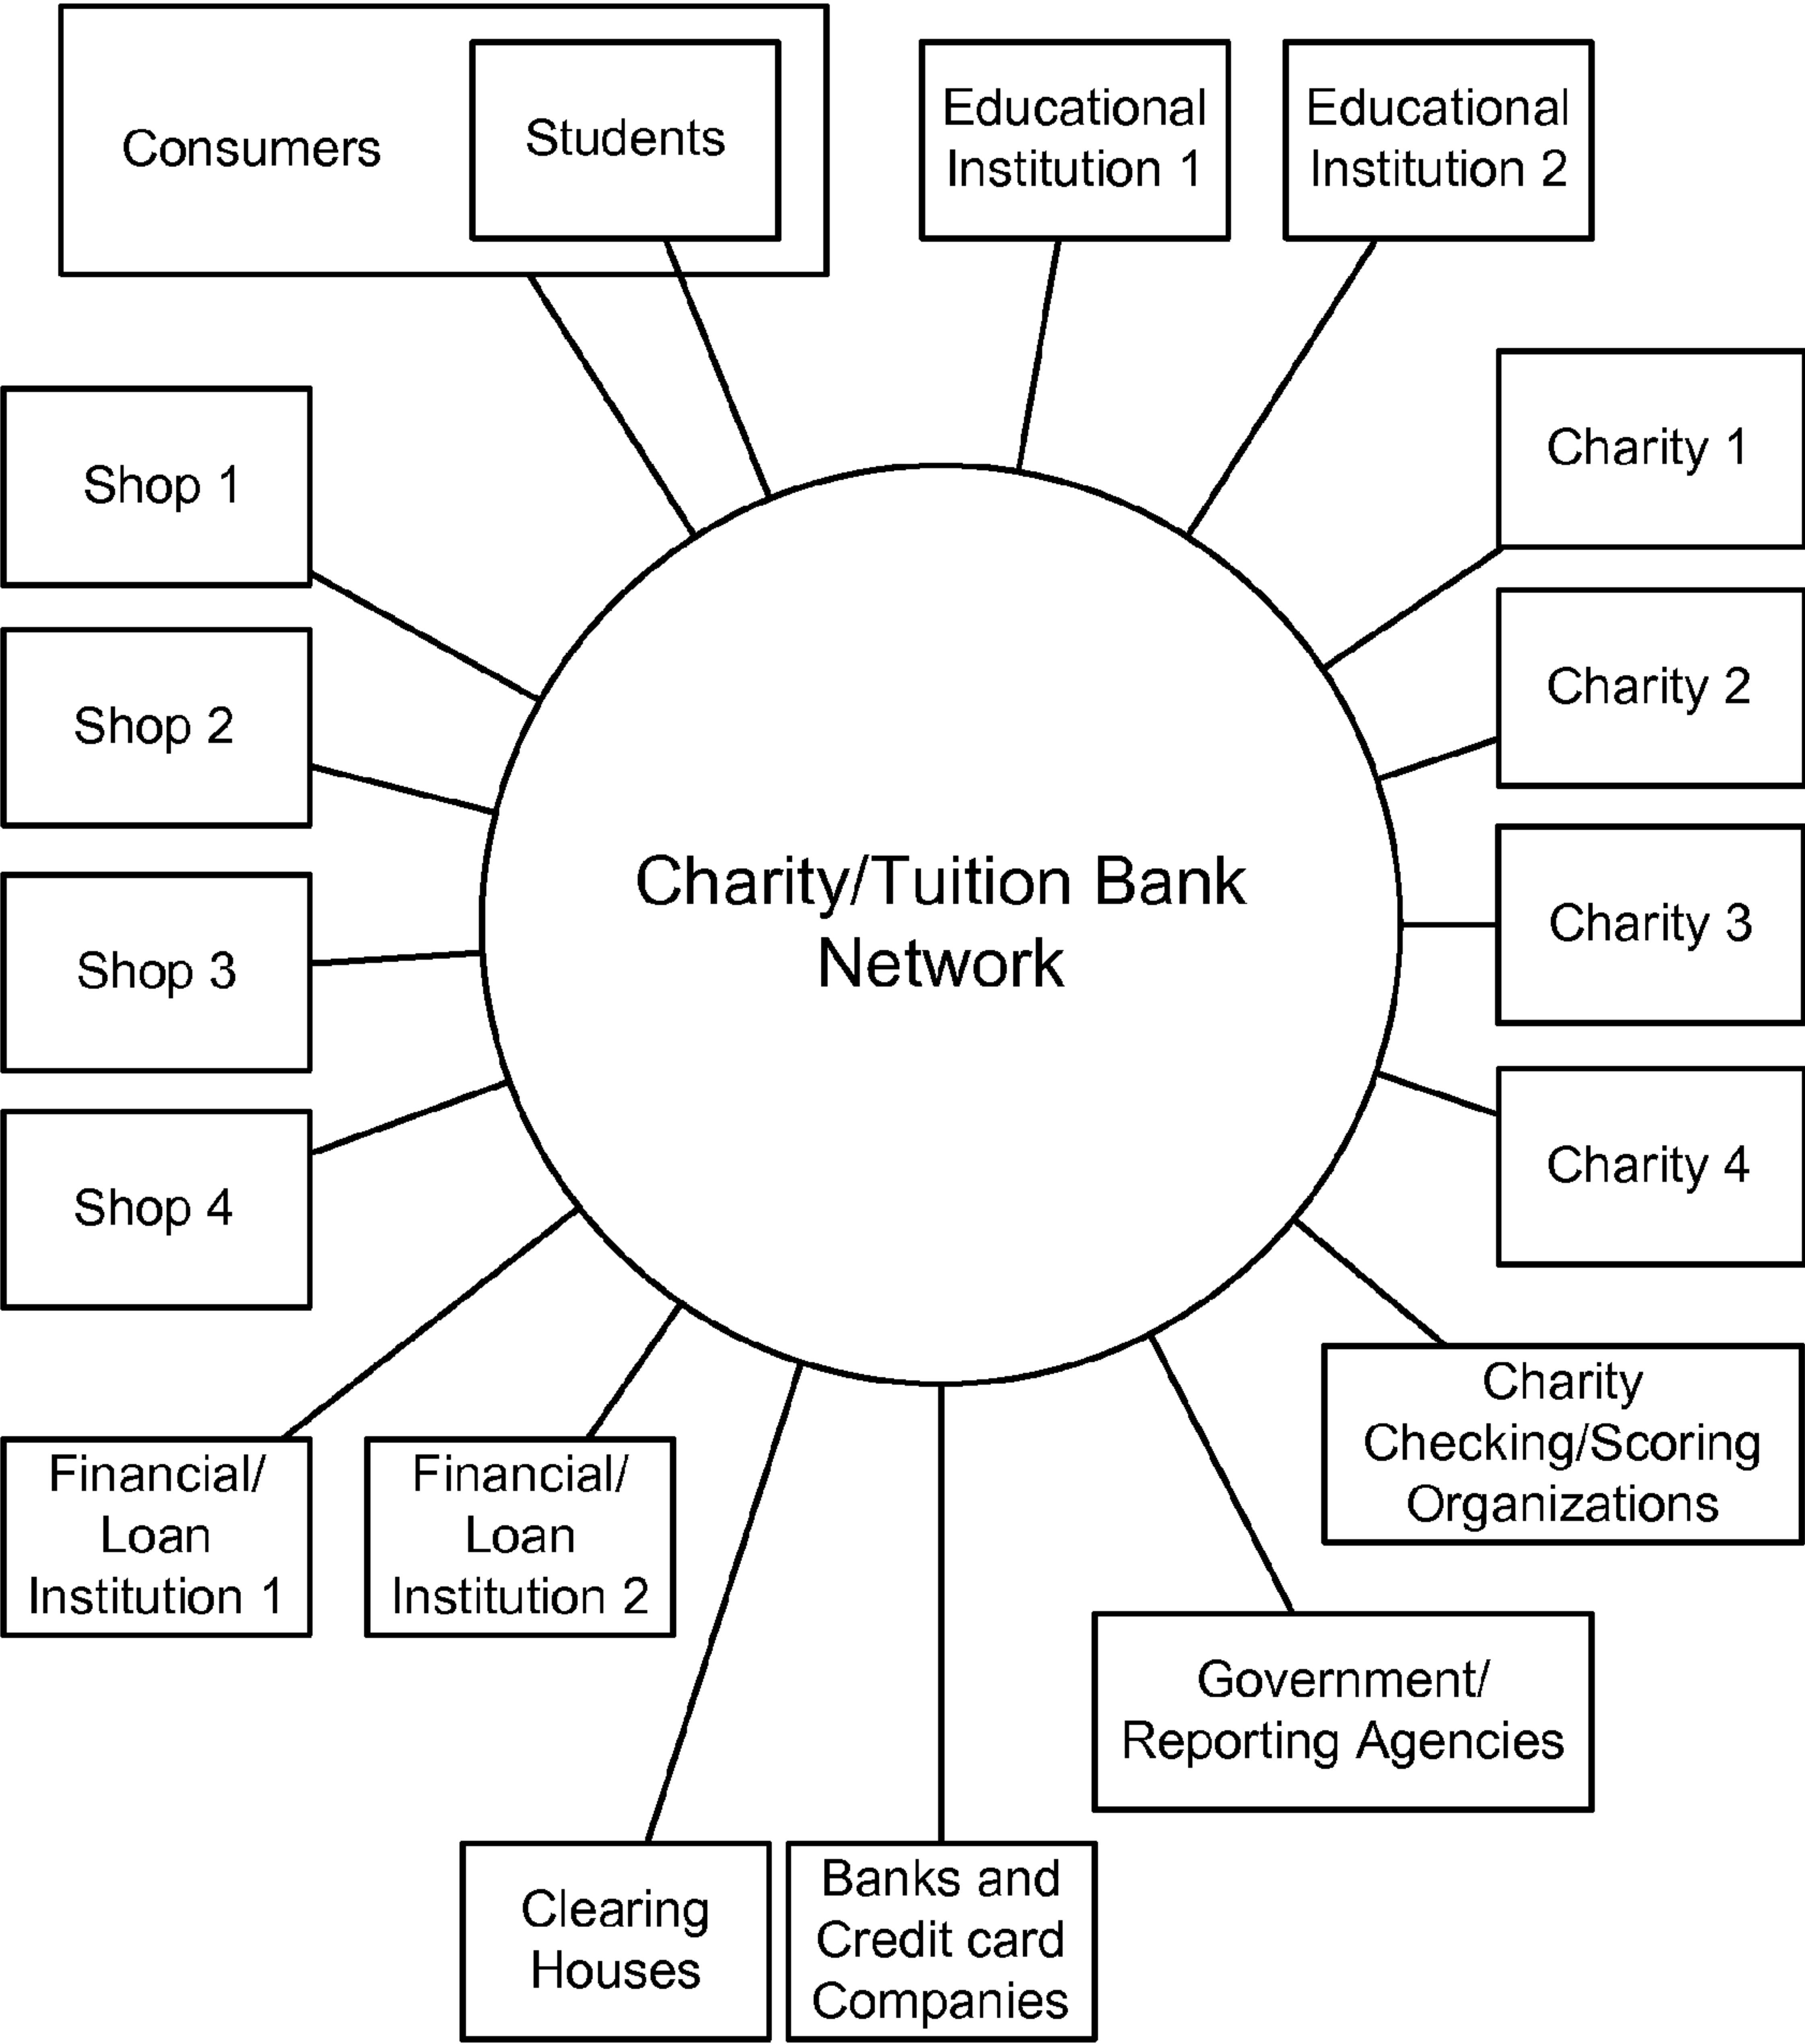 Consumers
Students
Educational
Institution 1
Educational
Institution 2
Shop 1
Shop 2
Shop 3
Shop 4
Charity/Tuition Bank
Network
Charity 1
Charity 2
Charity 3
Charity 4
Financial/
Loan
Institution 1
Financial/
Loan
Institution 2
Clearing
Houses
Banks and
Credit card
Companies
Government/
Reporting Agencies
Charity
Checking/Scoring
Organizations